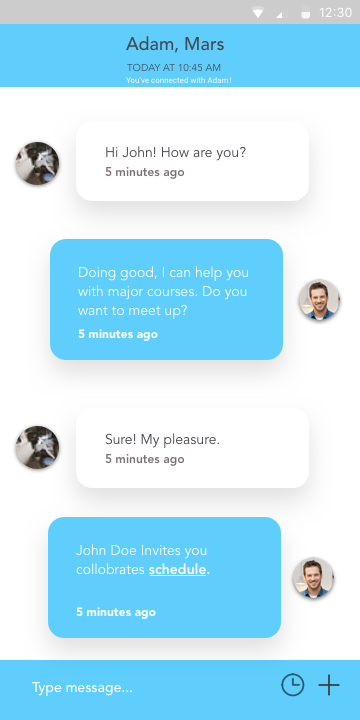 12:30
Adam, Mars
TODAY AT 10:45 AM
You've connected with Adam!
Hi John! How are you?
5 minutes ago
Doing good, I can help you
with major courses. Do you
want to meet up?
5 minutes ago
Sure! My pleasure.
5 minutes ago
John Doe Invites you
collobrates schedule.
5 minutes ago
Type message...